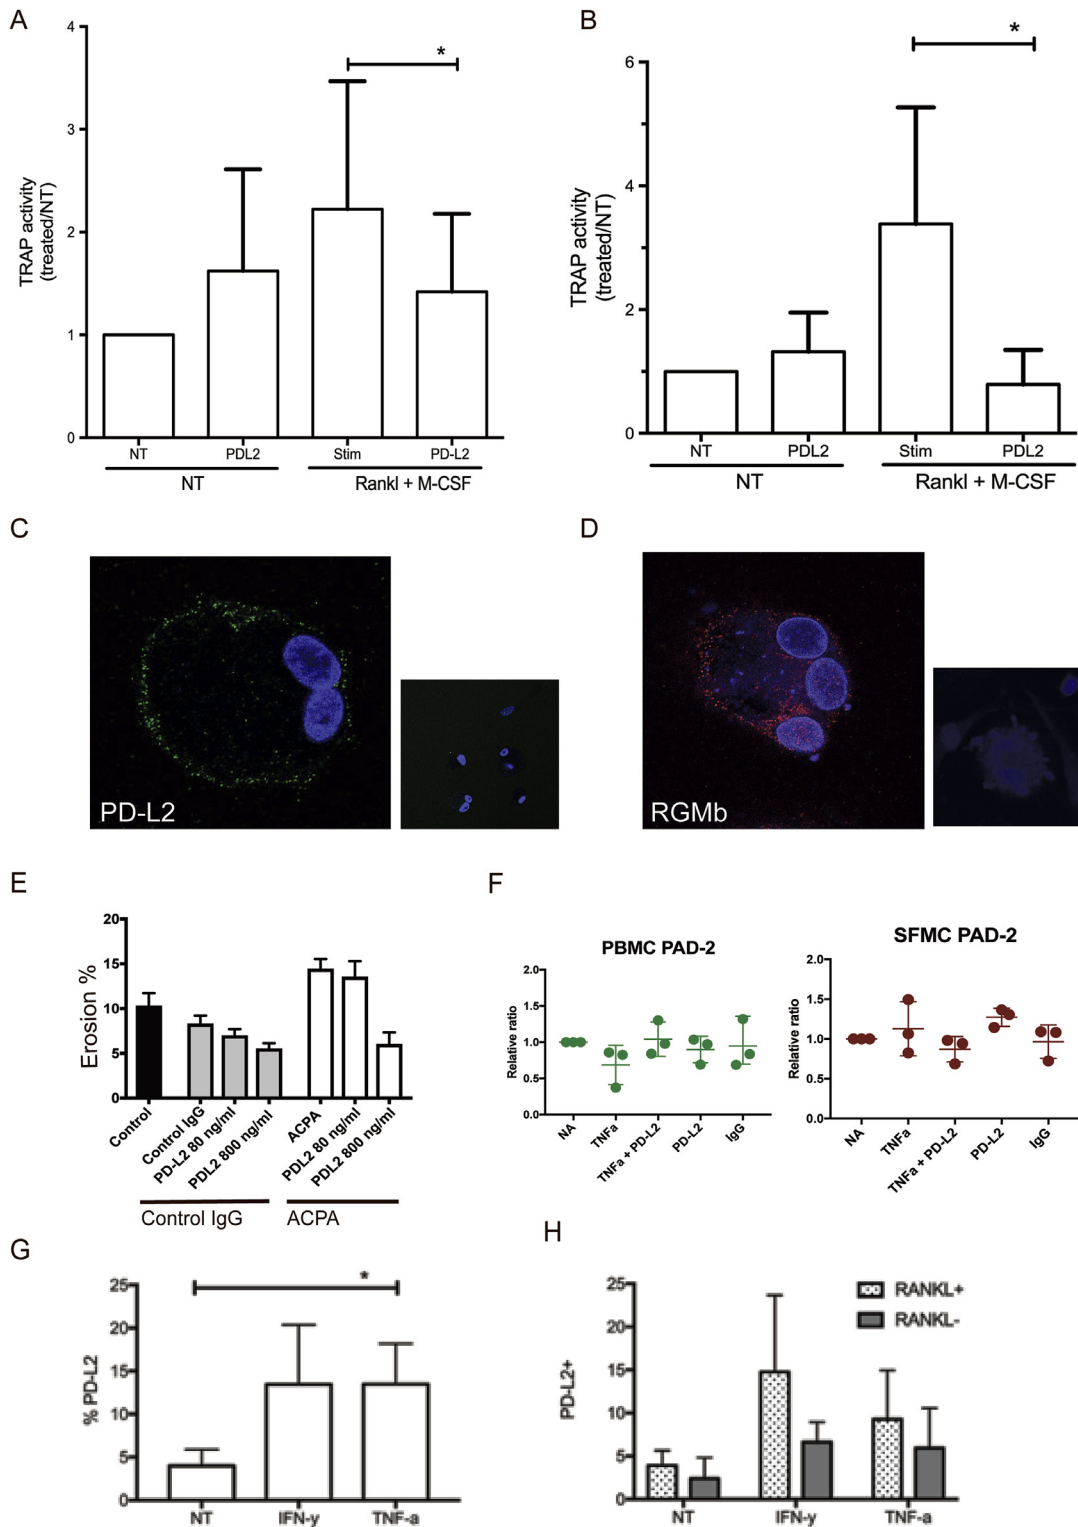 A
4
3
2
1
0
TRAP activity
(treated/NT)
*
NT
PDL2
Stim
PD-L2
NT
Rankl + M-CSF
B
6
4
2
0
TRAP activity
(treated/NT)
*
NT
PDL2
Stim
PDL2
NT
Rankl + M-CSF
C
PD-L2
D
RGMb
E
20
15
10
5
0
Erosion %
Control
Control IgG
PD-L2 80 ng/ml
PDL2 800 ng/ml
ACPA
PDL2 80 ng/ml
PDL2 800 ng/ml
Control IgG
ACPA
F
PBMC PAD-2
2.0
1.5
1.0
0.5
0.0
Relative ratio
NA
TNFa
TNFa + PD-L2
PD-L2
IgG
SFMC PAD-2
2.0
1.5
1.0
0.5
0.0
Relative ratio
NA
TNFa
TNFa + PD-L2
PD-L2
IgG
G
25
20
15
10
5
0
% PD-L2
*
NT
IFN-y
TNF-a
H
25
20
15
10
5
0
PD-L2+
RANKL+
RANKL-
NT
IFN-y
TNF-a